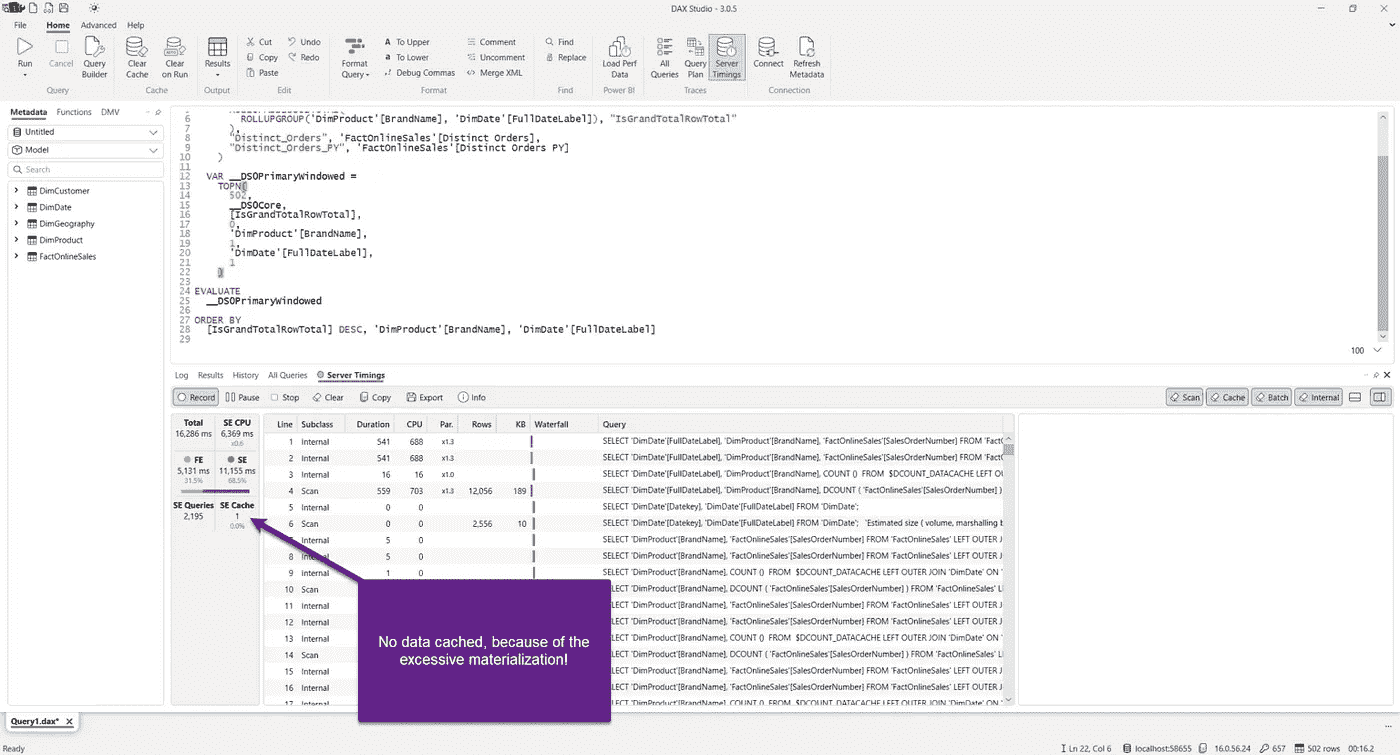 DAX Studio - 3.0.5
File Home Advanced Help
Run Cancel Query Builder Clear Cache Clear on Run Results Cut Copy Paste Undo Redo Format Query To Upper To Lower Debug Commas Comment Uncomment Merge XML Find Replace Load Perf Data All Queries Query Plan Server Timings Connect Refresh Metadata
Query Cache Output Edit Format Find Power BI Traces Connection
Metadata Functions DMV
Untitled
Model
Search
DimCustomer
DimDate
DimGeography
DimProduct
FactOnlineSales
6 ROLLUPGROUP('DimProduct'[BrandName], 'DimDate'[FullDateLabel]), "IsGrandTotalRowTotal"
7 ),
8 "Distinct_Orders", 'FactOnlineSales'[Distinct Orders],
9 "Distinct_Orders_PY", 'FactOnlineSales'[Distinct Orders PY]
10 )
11
12 VAR __DS0PrimaryWindowed =
13 TOPN(
14 502,
15 __DS0Core,
16 [IsGrandTotalRowTotal],
17 0,
18 'DimProduct'[BrandName],
19 1,
20 'DimDate'[FullDateLabel],
21 1
22 )
23
24 EVALUATE
25 __DS0PrimaryWindowed
26
27 ORDER BY
28 [IsGrandTotalRowTotal] DESC, 'DimProduct'[BrandName], 'DimDate'[FullDateLabel]
29
100
Log Results History All Queries Server Timings
Record Pause Stop Clear Copy Export Info Scan Cache Batch Internal
Total SE CPU
16,286 ms 6,369 ms
x0.6
FE SE
5,131 ms 11,155 ms
31.5% 68.5%
SE Queries SE Cache
2,195 1
0.0%
Line Subclass Duration CPU Par. Rows KB Waterfall Query
1 Internal 541 688 x1.3 SELECT 'DimDate'[FullDateLabel], 'DimProduct'[BrandName], 'FactOnlineSales'[SalesOrderNumber] FROM 'FactO
2 Internal 541 688 x1.3 SELECT 'DimDate'[FullDateLabel], 'DimProduct'[BrandName], 'FactOnlineSales'[SalesOrderNumber] FROM 'FactO
3 Internal 16 16 x1.0 SELECT 'DimDate'[FullDateLabel], 'DimProduct'[BrandName], COUNT () FROM $DCOUNT_DATACACHE LEFT OU
4 Scan 559 703 x1.3 12,056 189 SELECT 'DimDate'[FullDateLabel], 'DimProduct'[BrandName], DCOUNT ( 'FactOnlineSales'[SalesOrderNumber] )
5 Internal 0 0 SELECT 'DimDate'[Datekey], 'DimDate'[FullDateLabel] FROM 'DimDate';
6 Scan 0 0 2,556 10 SELECT 'DimDate'[Datekey], 'DimDate'[FullDateLabel] FROM 'DimDate'; 'Estimated size ( volume, marshalling b
7 Internal 5 0 SELECT 'DimProduct'[BrandName], 'FactOnlineSales'[SalesOrderNumber] FROM 'FactOnlineSales' LEFT OUTER J
8 Internal 5 0 SELECT 'DimProduct'[BrandName], 'FactOnlineSales'[SalesOrderNumber] FROM 'FactOnlineSales' LEFT OUTER J
9 Internal 1 0 SELECT 'DimProduct'[BrandName], COUNT () FROM $DCOUNT_DATACACHE LEFT OUTER JOIN 'DimDate' ON '
10 Scan SELECT 'DimProduct'[BrandName], DCOUNT ( 'FactOnlineSales'[SalesOrderNumber] ) FROM 'FactOnlineSales' LE
11 Internal LECT 'DimProduct'[BrandName], 'FactOnlineSales'[SalesOrderNumber] FROM 'FactOnlineSales' LEFT OUTER J
12 Internal LECT 'DimProduct'[BrandName], 'FactOnlineSales'[SalesOrderNumber] FROM 'FactOnlineSales' LEFT OUTER J
13 Internal LECT 'DimProduct'[BrandName], COUNT () FROM $DCOUNT_DATACACHE LEFT OUTER JOIN 'DimDate' ON '
14 Scan LECT 'DimProduct'[BrandName], DCOUNT ( 'FactOnlineSales'[SalesOrderNumber] ) FROM 'FactOnlineSales' LE
15 Internal LECT 'DimProduct'[BrandName], 'FactOnlineSales'[SalesOrderNumber] FROM 'FactOnlineSales' LEFT OUTER J
16 Internal LECT 'DimProduct'[BrandName], 'FactOnlineSales'[SalesOrderNumber] FROM 'FactOnlineSales' LEFT OUTER J
No data cached, because of the
excessive materialization!
Query1.dax*
Ready Ln 22, Col 6 localhost:58655 16.0.56.24 657 502 rows 00:16.2